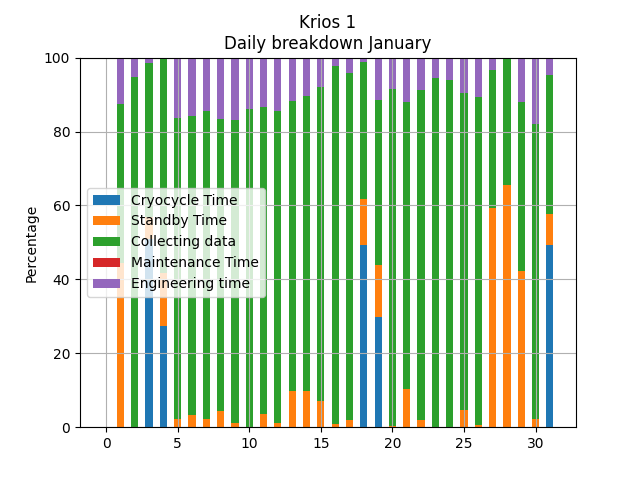 Krios 1
Daily breakdown January
100
80
60
40
20
0
Percentage
Cryocycle Time
Standby Time
Collecting data
Maintenance Time
Engineering time
0 5 10 15 20 25 30